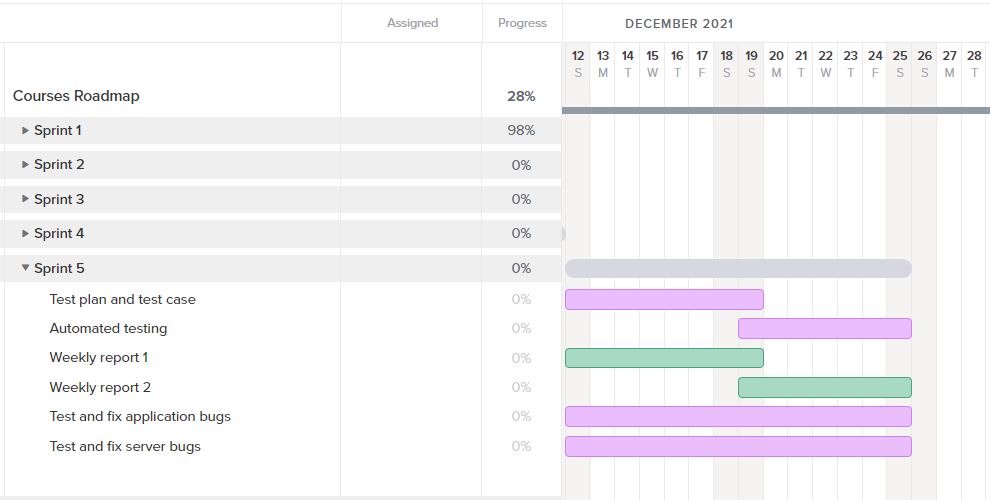 Assigned Progress DECEMBER 2021
12 13 14 15 16 17 18 19 20 21 22 23 24 25 26 27 28
S M T W T F S S M T W T F S S M T
Courses Roadmap 28%
Sprint 1 98%
Sprint 2 0%
Sprint 3 0%
Sprint 4 0%
Sprint 5 0%
Test plan and test case 0%
Automated testing 0%
Weekly report 1 0%
Weekly report 2 0%
Test and fix application bugs 0%
Test and fix server bugs 0%